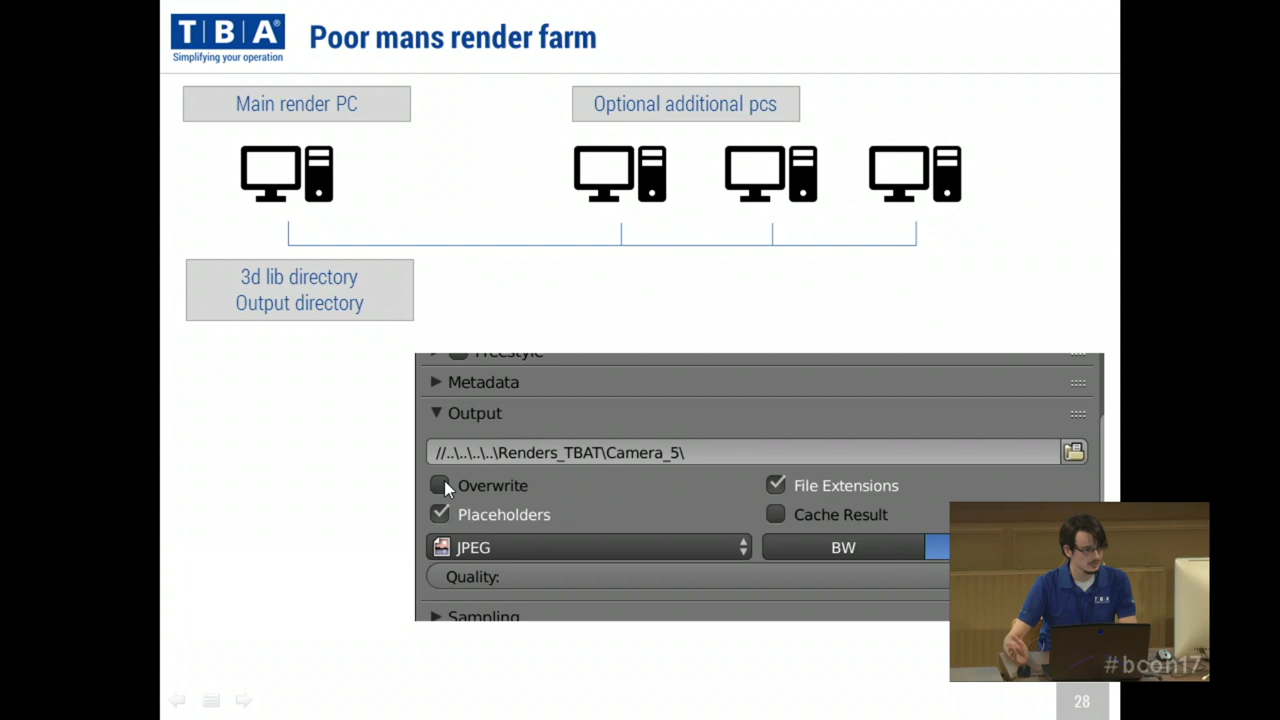 T|B|A®
Simplifying your operation
Poor mans render farm
Main render PC
Optional additional pcs
3d lib directory
Output directory
Freestyle
Metadata
Output
//..\..\..\..\Renders_TBAT\Camera_5\
Overwrite
File Extensions
Placeholders
Cache Result
JPEG
BW
Quality:
Sampling
TBA
#bcon17
28